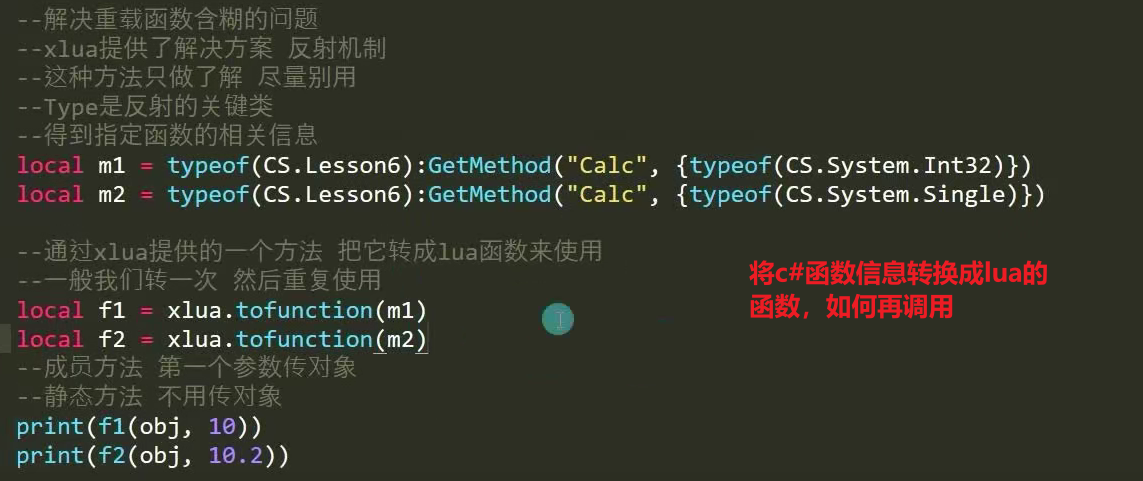 --解决重载函数含糊的问题
--xlua提供了解决方案 反射机制
--这种方法只做了解 尽量别用
--Type是反射的关键类
--得到指定函数的相关信息
local m1 = typeof(CS.Lesson6):GetMethod("Calc", {typeof(CS.System.Int32)})
local m2 = typeof(CS.Lesson6):GetMethod("Calc", {typeof(CS.System.Single)})
--通过xlua提供的一个方法 把它转成lua函数来使用
--一般我们转一次 然后重复使用
local f1 = xlua.tofunction(m1)
local f2 = xlua.tofunction(m2)
--成员方法 第一个参数传对象
--静态方法 不用传对象
print(f1(obj, 10))
print(f2(obj, 10.2))
将c#函数信息转换成lua的
函数，如何再调用